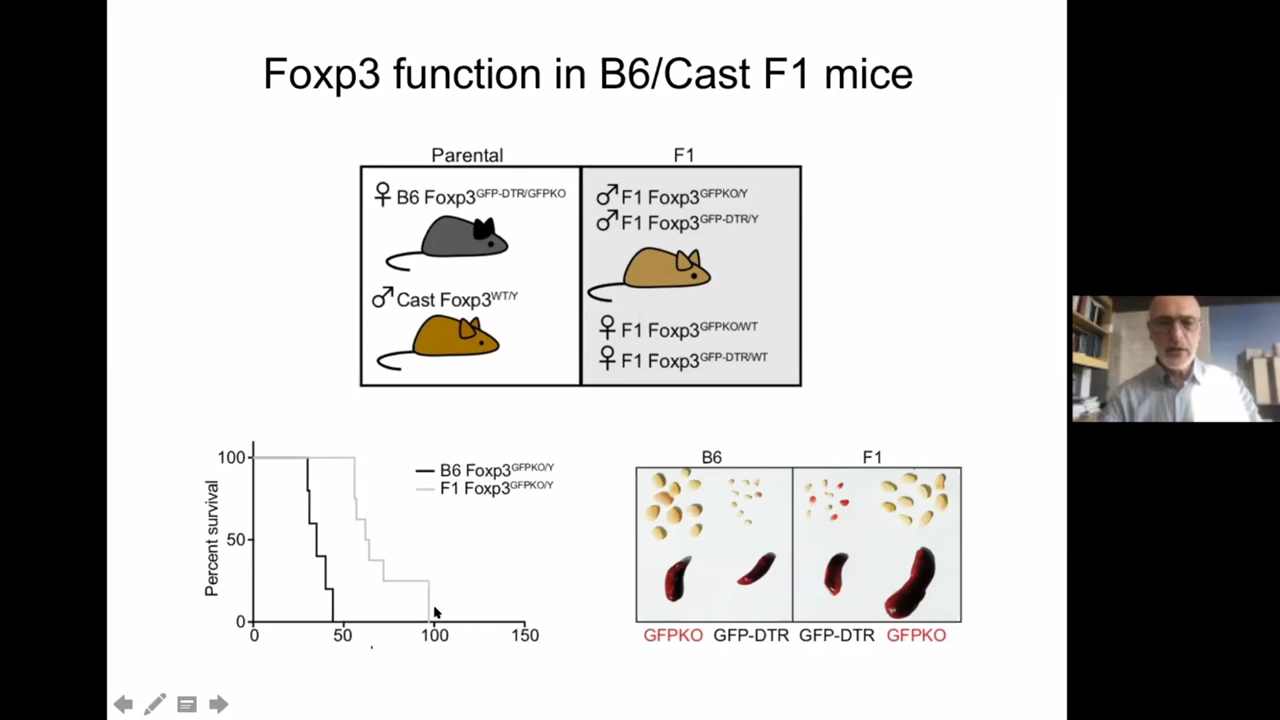 Foxp3 function in B6/Cast F1 mice
Parental
F1
♀ B6 Foxp3GFP-DTR/GFPKO
♂ Cast Foxp3WT/Y
♂ F1 Foxp3GFPKO/Y
♂ F1 Foxp3GFP-DTR/Y
♀ F1 Foxp3GFPKO/WT
♀ F1 Foxp3GFP-DTR/WT
Percent survival
100
50
0
0 50 100 150
B6 Foxp3GFPKO/Y
F1 Foxp3GFPKO/Y
B6 F1
GFPKO GFP-DTR GFP-DTR GFPKO